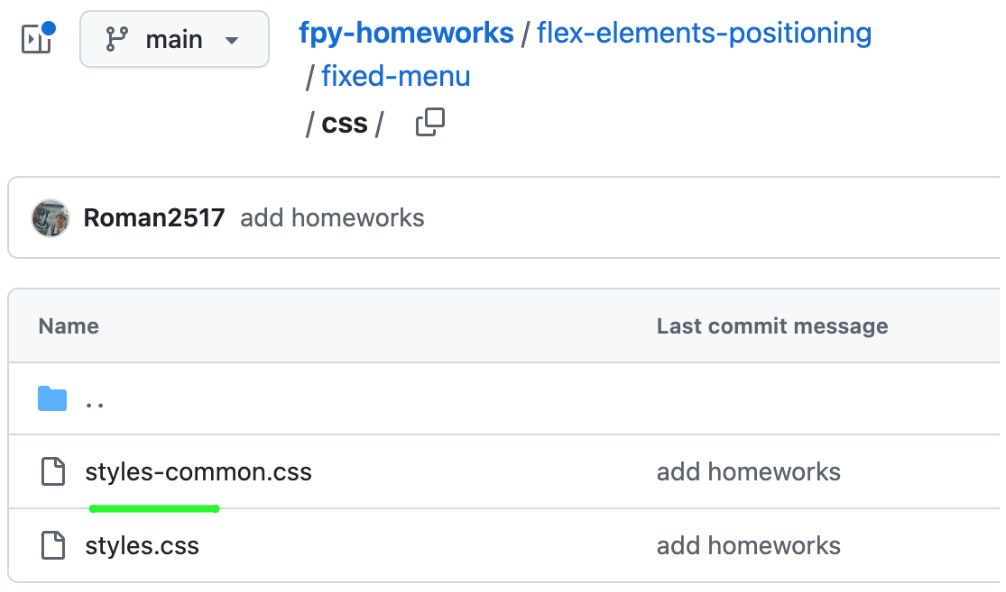 main
fpy-homeworks / flex-elements-positioning
/ fixed-menu
/ css /
Roman2517 add homeworks
Name Last commit message
..
styles-common.css add homeworks
styles.css add homeworks